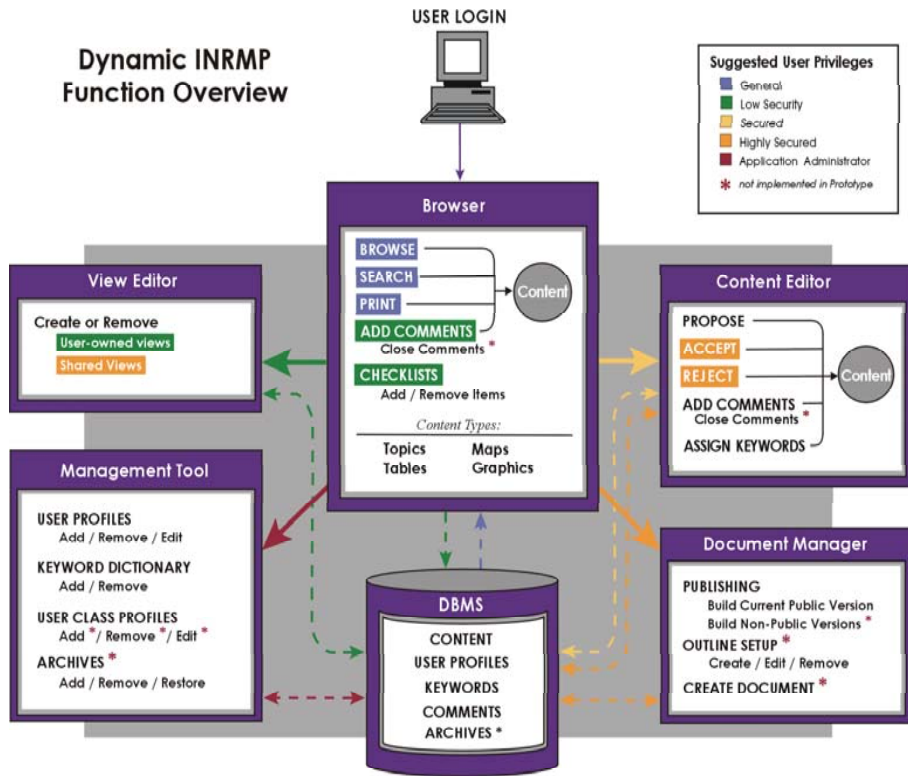 USER LOGIN
Dynamic INRMP
Function Overview
Suggested User Privileges
General
Low Security
Secured
Highly Secured
Application Administrator
* not implemented in Prototype
Browser
BROWSE
SEARCH
PRINT
ADD COMMENTS
Close Comments *
CHECKLISTS
Add / Remove Items
Content
Content Types:
Topics Maps
Tables Graphics
View Editor
Create or Remove
User-owned views
Shared Views
Content Editor
PROPOSE
ACCEPT
REJECT
ADD COMMENTS
Close Comments *
ASSIGN KEYWORDS
Content
Management Tool
USER PROFILES
Add / Remove / Edit
KEYWORD DICTIONARY
Add / Remove
USER CLASS PROFILES
Add * / Remove * / Edit *
ARCHIVES *
Add / Remove / Restore
DBMS
CONTENT
USER PROFILES
KEYWORDS
COMMENTS
ARCHIVES *
Document Manager
PUBLISHING
Build Current Public Version
Build Non-Public Versions *
OUTLINE SETUP *
Create / Edit / Remove
CREATE DOCUMENT *